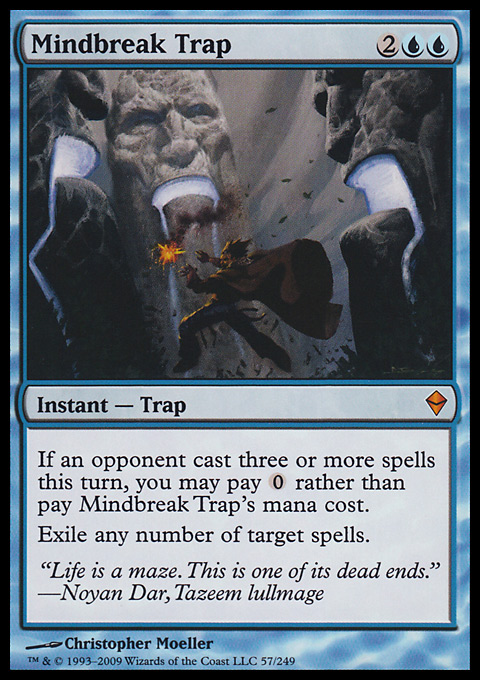 Mindbreak Trap 2
Instant — Trap
If an opponent cast three or more spells
this turn, you may pay 0 rather than
pay Mindbreak Trap's mana cost.
Exile any number of target spells.
“Life is a maze. This is one of its dead ends.”
—Noyan Dar, Tazeem lullmage
Christopher Moeller
™ & © 1993–2009 Wizards of the Coast LLC 57/249